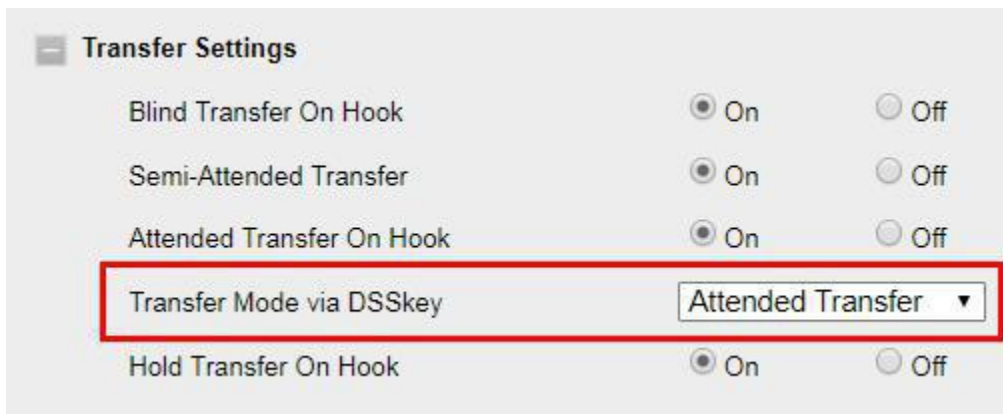 Transfer Settings
Blind Transfer On Hook On Off
Semi-Attended Transfer On Off
Attended Transfer On Hook On Off
Transfer Mode via DSSkey Attended Transfer
Hold Transfer On Hook On Off